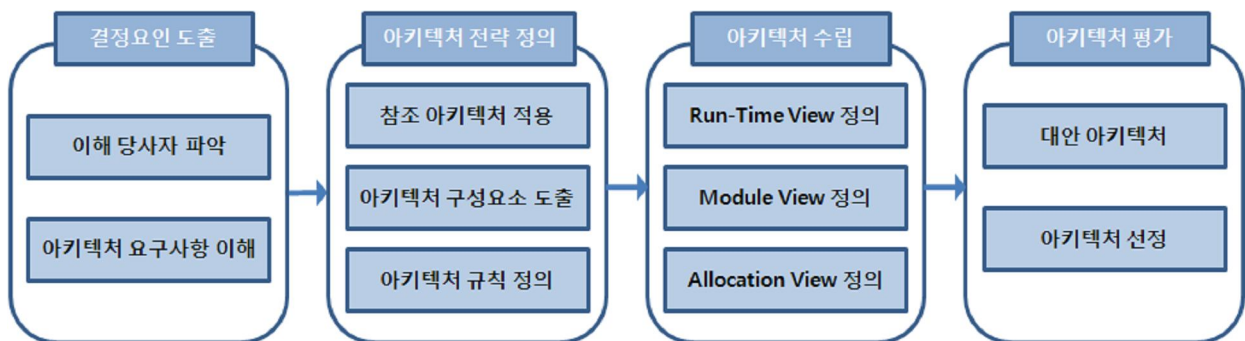 결정요인 도출
이해 당사자 파악
아키텍처 요구사항 이해
아키텍처 전략 정의
참조 아키텍처 적용
아키텍처 구성요소 도출
아키텍처 규칙 정의
아키텍처 수립
Run-Time View 정의
Module View 정의
Allocation View 정의
아키텍처 평가
대안 아키텍처
아키텍처 선정